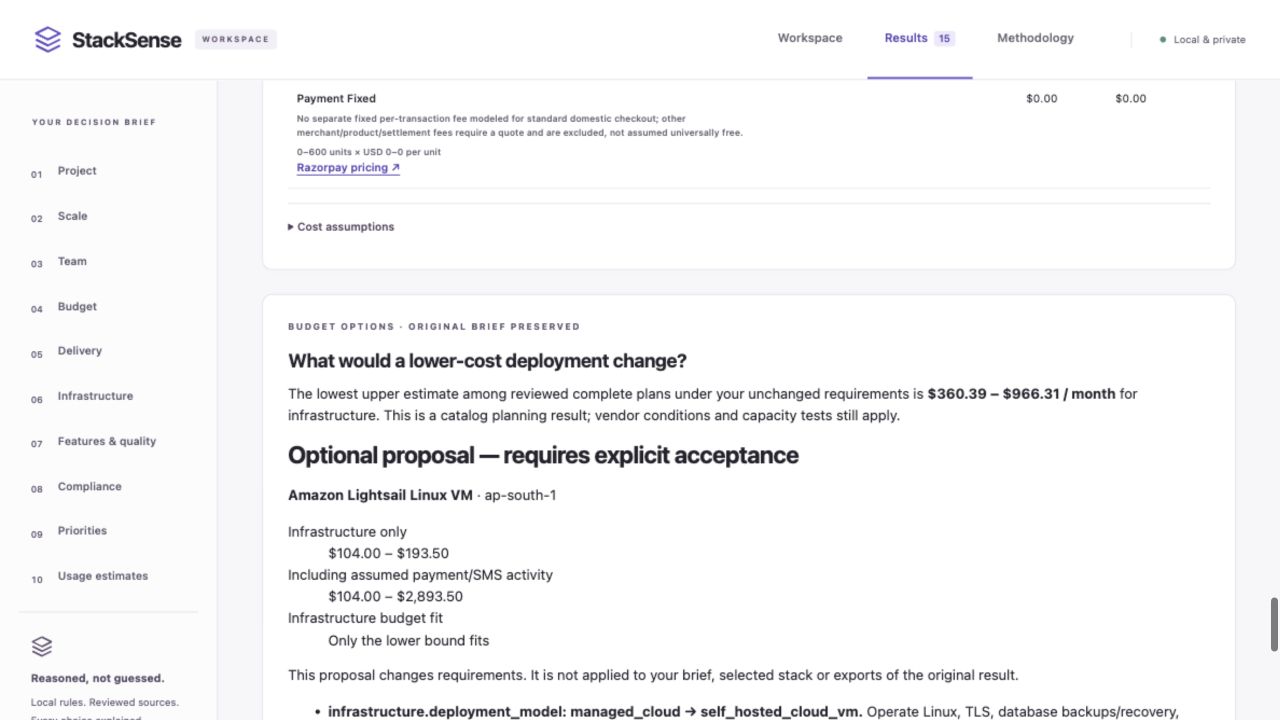 StackSense
WORKSPACE
Workspace
Results 15
Methodology
Local & private
YOUR DECISION BRIEF
01 Project
02 Scale
03 Team
04 Budget
05 Delivery
06 Infrastructure
07 Features & quality
08 Compliance
09 Priorities
10 Usage estimates
Reasoned, not guessed.
Local rules. Reviewed sources.
Every choice explained.
Payment Fixed $0.00 $0.00
No separate fixed per-transaction fee modeled for standard domestic checkout; other
merchant/product/settlement fees require a quote and are excluded, not assumed universally free.
0–600 units × USD 0–0 per unit
Razorpay pricing ↗
▸ Cost assumptions
BUDGET OPTIONS · ORIGINAL BRIEF PRESERVED
What would a lower-cost deployment change?
The lowest upper estimate among reviewed complete plans under your unchanged requirements is $360.39 – $966.31 / month for
infrastructure. This is a catalog planning result; vendor conditions and capacity tests still apply.
Optional proposal — requires explicit acceptance
Amazon Lightsail Linux VM · ap-south-1
Infrastructure only
$104.00 – $193.50
Including assumed payment/SMS activity
$104.00 – $2,893.50
Infrastructure budget fit
Only the lower bound fits
This proposal changes requirements. It is not applied to your brief, selected stack or exports of the original result.
• infrastructure.deployment_model: managed_cloud → self_hosted_cloud_vm. Operate Linux, TLS, database backups/recovery,